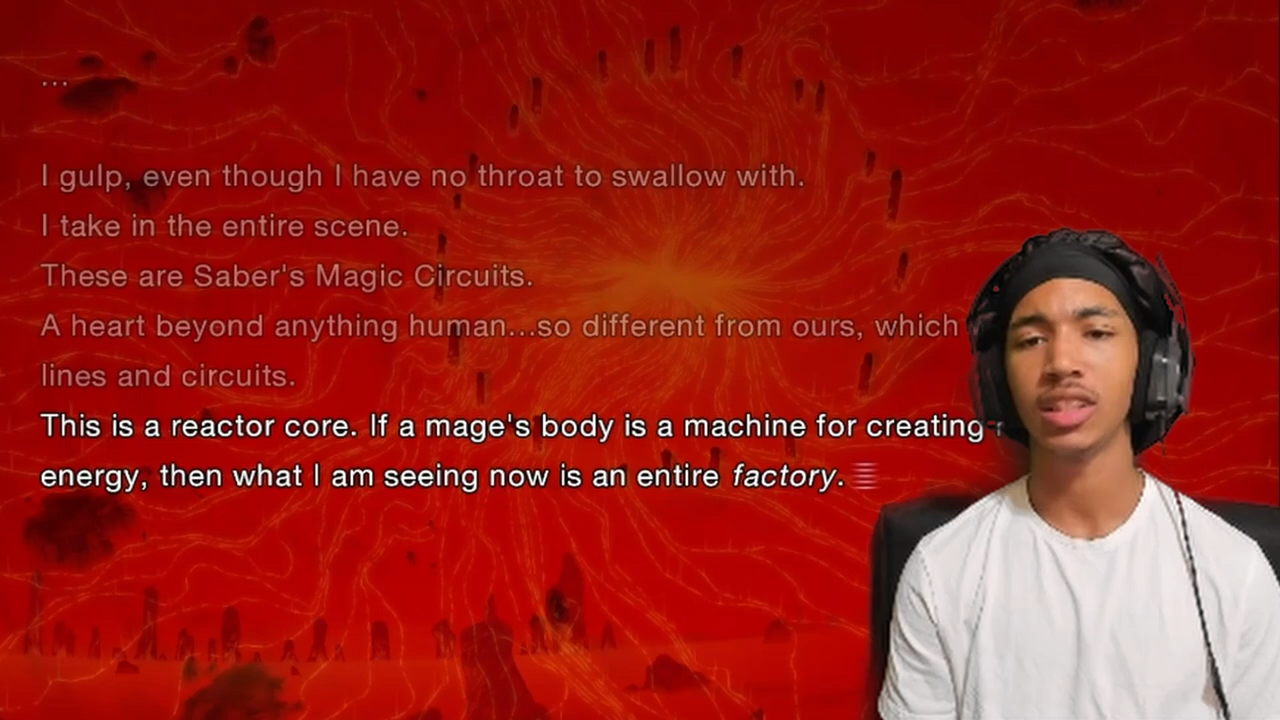 ...
I gulp, even though I have no throat to swallow with.
I take in the entire scene.
These are Saber's Magic Circuits.
A heart beyond anything human...so different from ours, which
lines and circuits.
This is a reactor core. If a mage's body is a machine for creating
energy, then what I am seeing now is an entire factory.